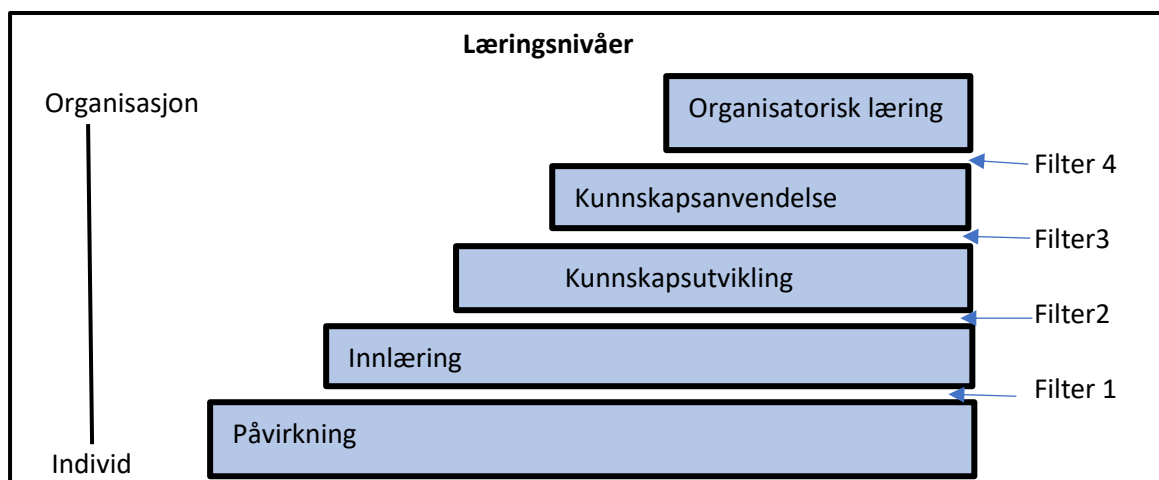 Læringsnivåer
Organisasjon
Organisatorisk læring
Filter 4
Kunnskapsanvendelse
Filter3
Kunnskapsutvikling
Filter2
Innlæring
Filter 1
Påvirkning
Individ